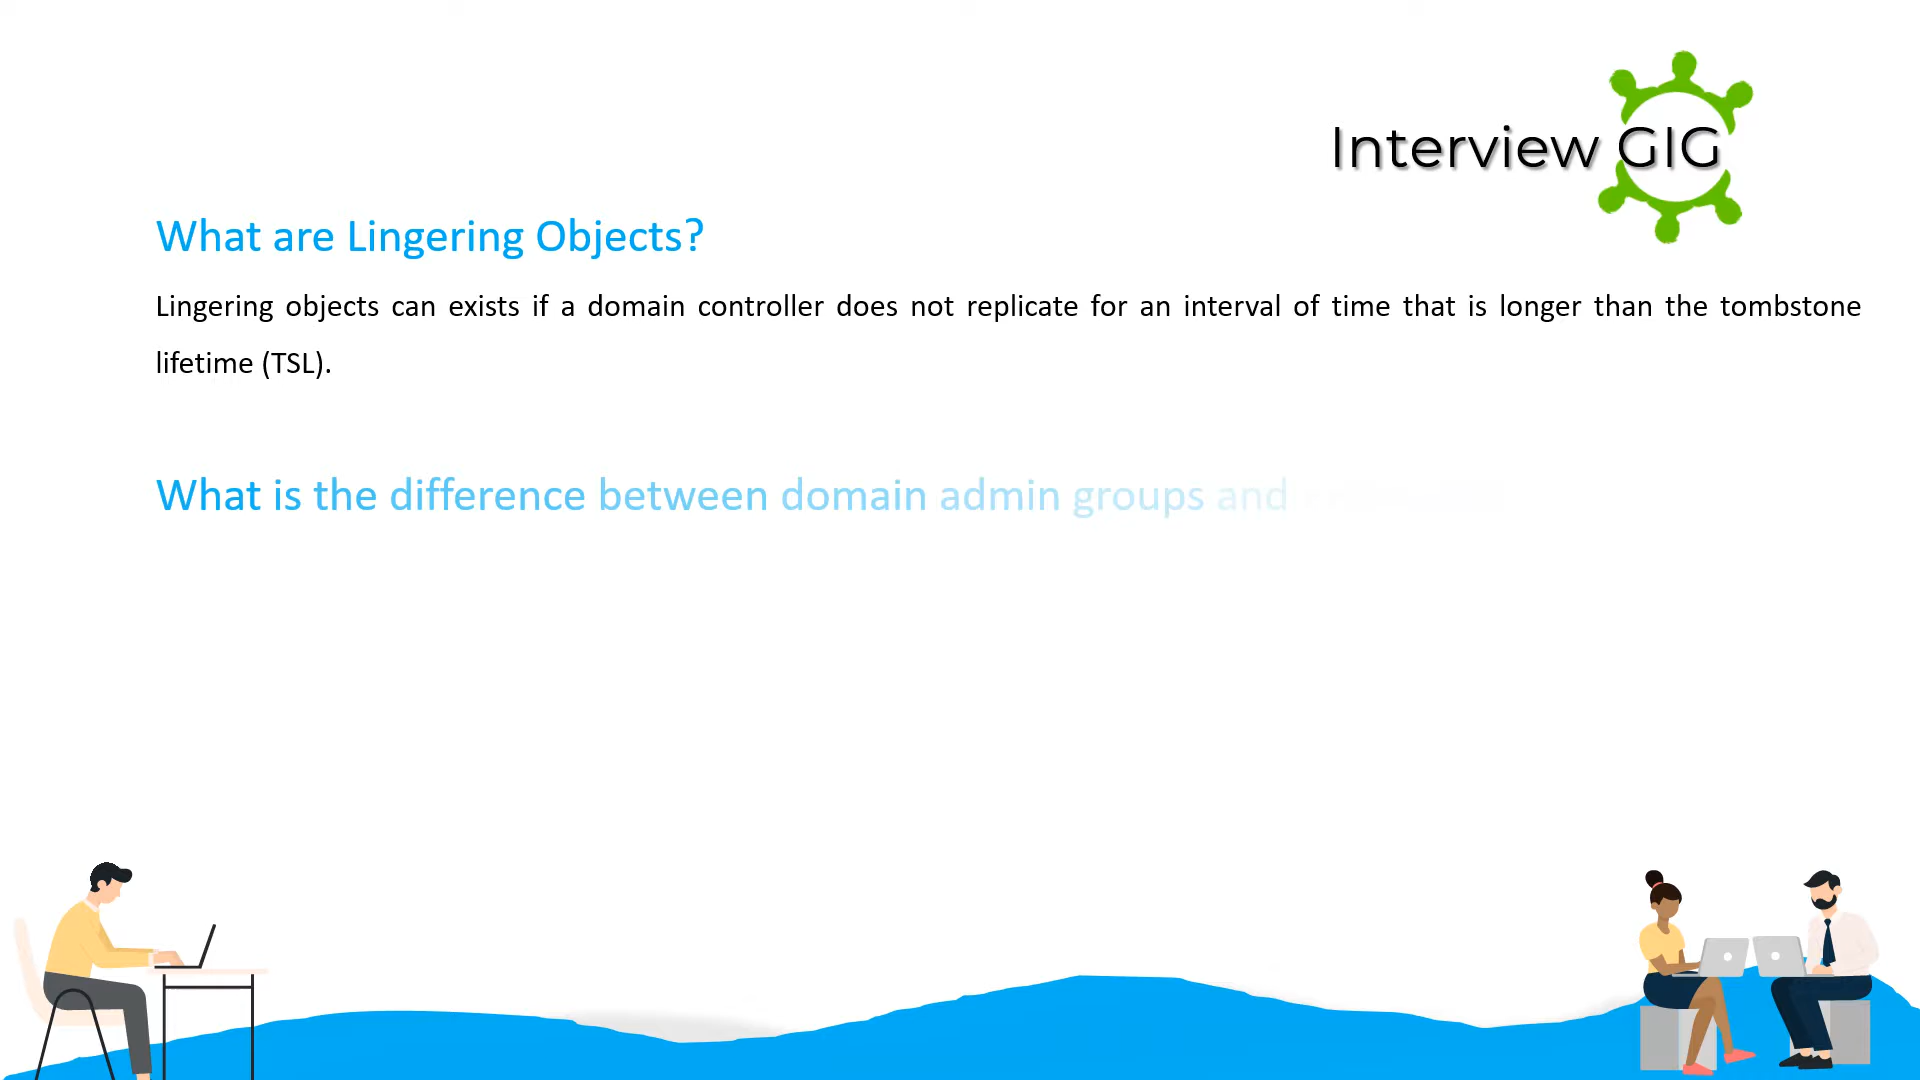 Interview GIG
What are Lingering Objects?
Lingering objects can exists if a domain controller does not replicate for an interval of time that is longer than the tombstone
lifetime (TSL).
What is the difference between domain admin groups and